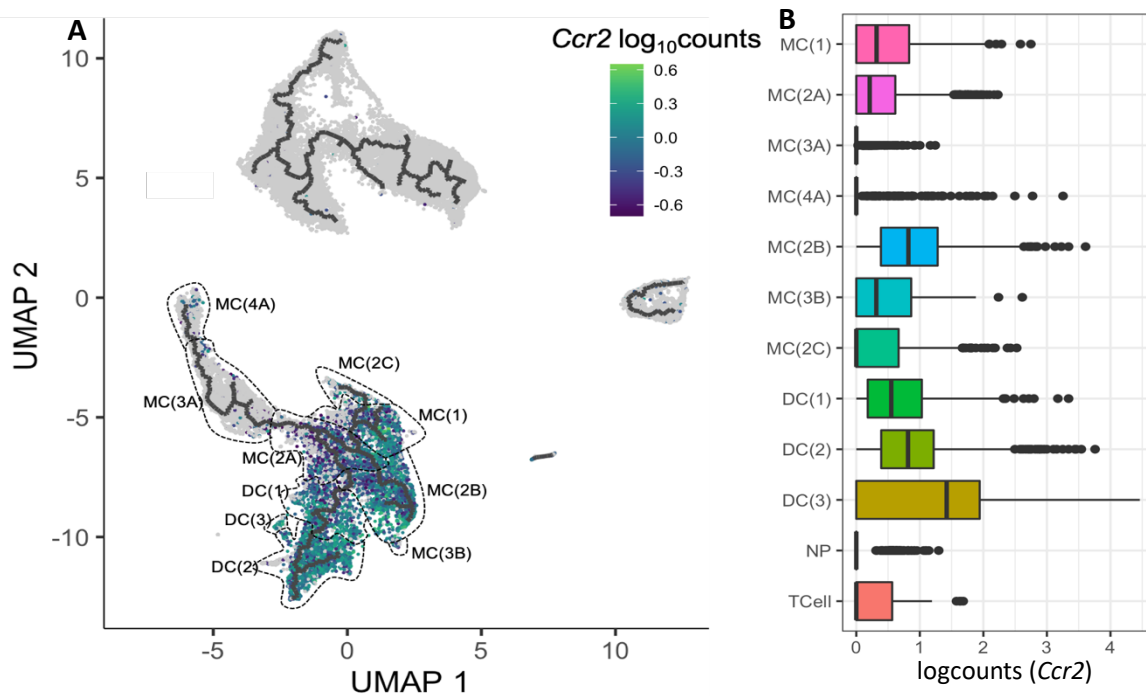 A
Ccr2 log10counts
0.6
0.3
0.0
-0.3
-0.6
10
5
0
-5
-10
UMAP 2
MC(4A)
MC(2C)
MC(3A)
MC(1)
MC(2A)
DC(1)
MC(2B)
DC(3)
MC(3B)
DC(2)
-5
0
5
10
UMAP 1
B
MC(1)
MC(2A)
MC(3A)
MC(4A)
MC(2B)
MC(3B)
MC(2C)
DC(1)
DC(2)
DC(3)
NP
TCell
0
1
2
3
4
logcounts (Ccr2)